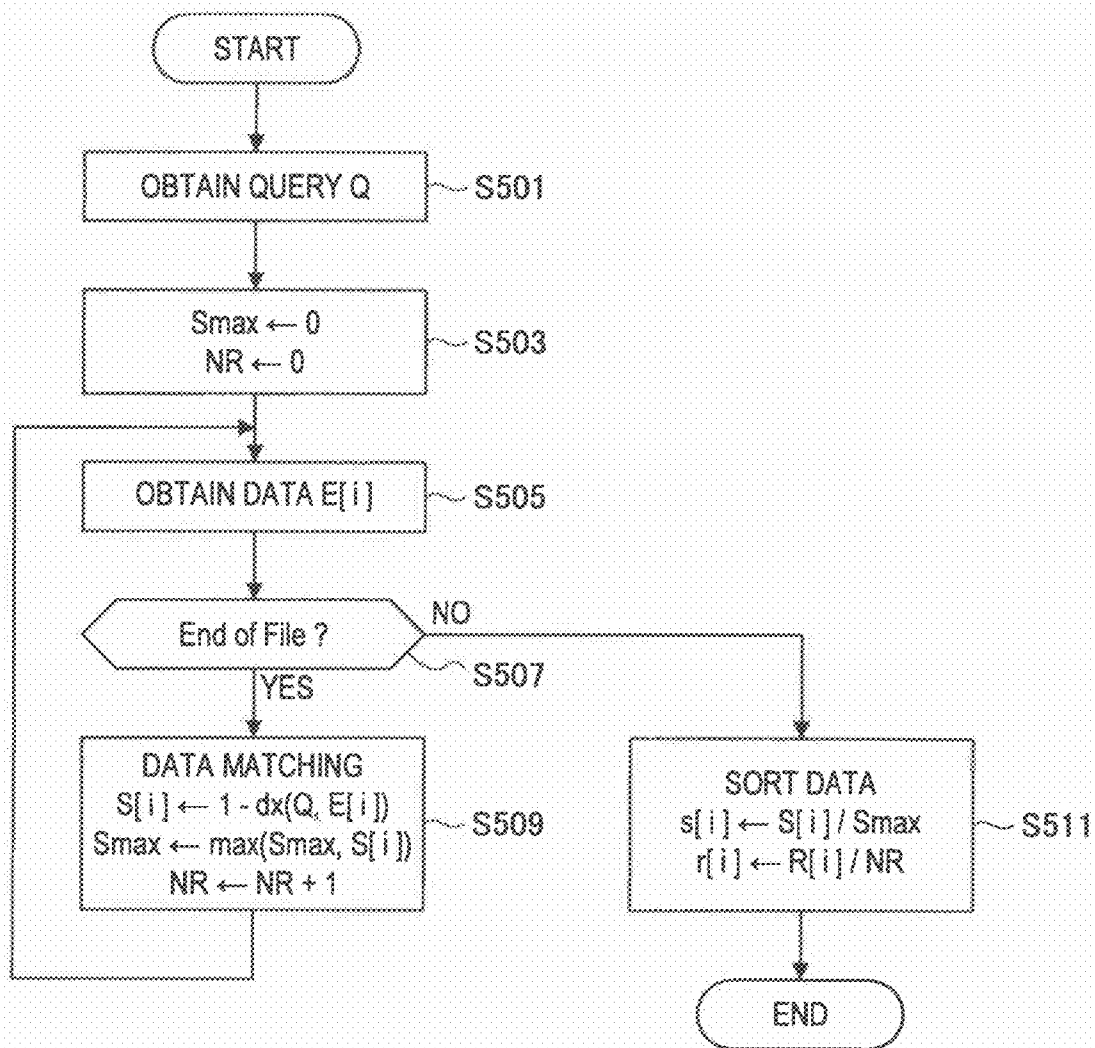 START
OBTAIN QUERY Q
S501
Smax ← 0
NR ← 0
S503
OBTAIN DATA E[ i ]
S505
End of File ?
NO
S507
YES
DATA MATCHING
S[ i ] ← 1 - dx(Q, E[ i ])
Smax ← max(Smax, S[ i ])
NR ← NR + 1
S509
SORT DATA
s[ i ] ← S[ i ] / Smax
r[ i ] ← R[ i ] / NR
S511
END